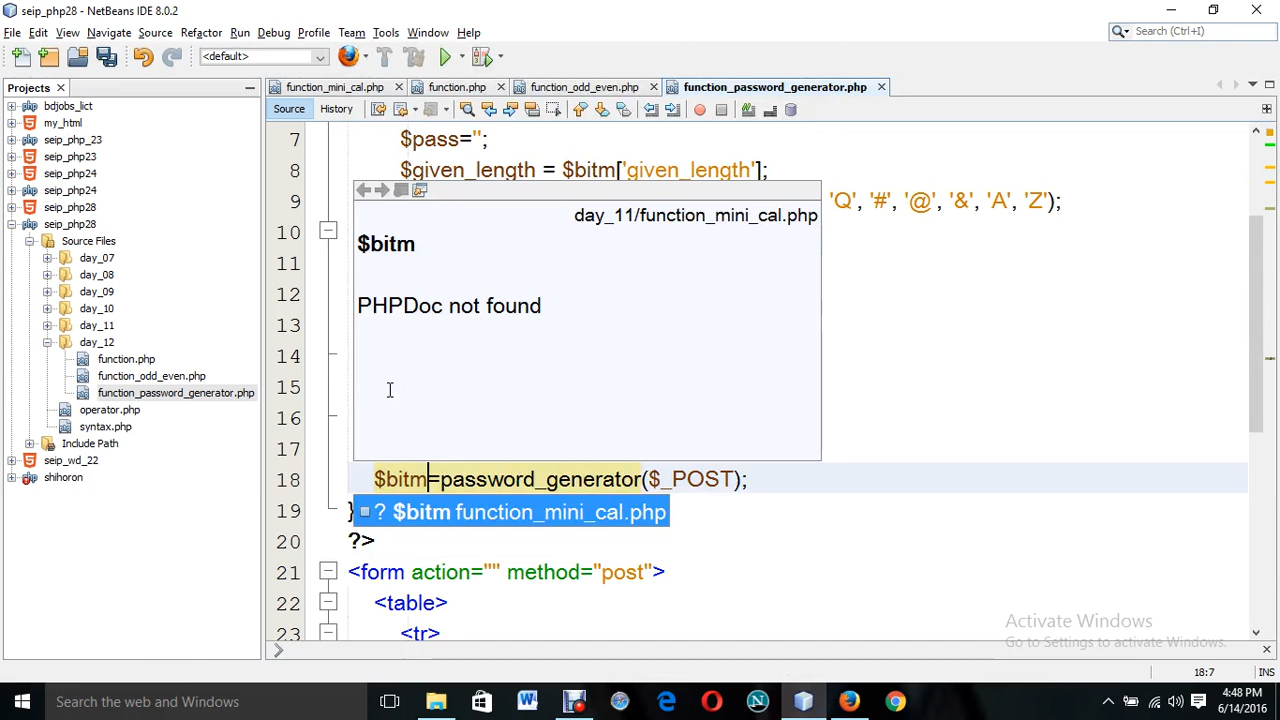 seip_php28 - NetBeans IDE 8.0.2
File Edit View Navigate Source Refactor Run Debug Profile Team Tools Window Help
Search (Ctrl+I)
<default>
Projects
function_mini_cal.php function.php function_odd_even.php function_password_generator.php
Source History
bdjobs_lict
my_html
seip_php_23
seip_php23
seip_php24
seip_php24
seip_php28
seip_php28
Source Files
day_07
day_08
day_09
day_10
day_11
day_12
function.php
function_odd_even.php
function_password_generator.php
operator.php
syntax.php
Include Path
seip_wd_22
shihoron
7 $pass='';
8 $given_length = $bitm['given_length'];
9 'Q', '#', '@', '&', 'A', 'Z');
10
11
12
13
14
15
16
17
day_11/function_mini_cal.php
$bitm
PHPDoc not found
18 $bitm=password_generator($_POST);
19 }
? $bitm function_mini_cal.php
20 ?>
21 <form action="" method="post">
22 <table>
23 <tr>
Activate Windows
Go to Settings to activate Windows.
18:7 INS
Search the web and Windows
4:48 PM
6/14/2016